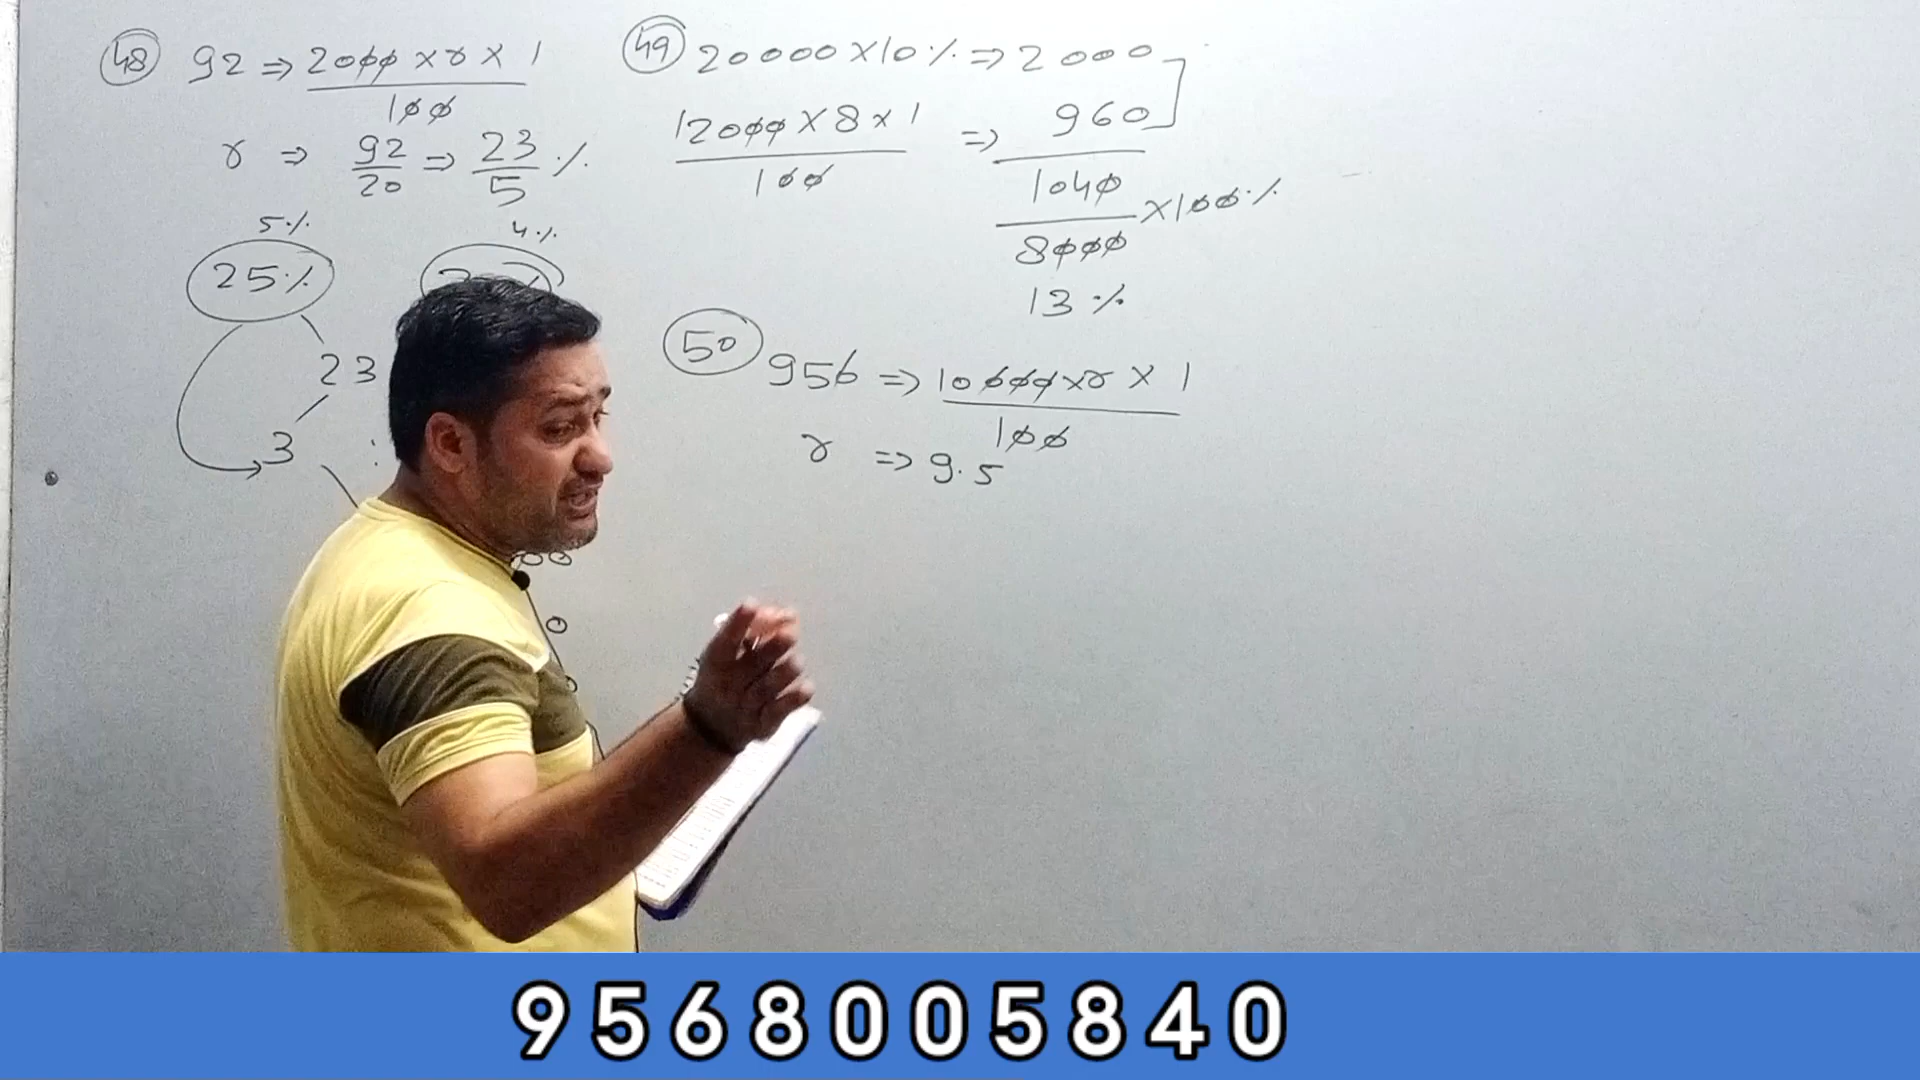 48 92 ⇒ 2000 × r × 1
100
r ⇒ 92/20 ⇒ 23/5 %
5% 4%
25%
23
3
49 20000 × 10% ⇒ 2000
12000 × 8 × 1 ⇒ 960
100
1040
8000 × 100%
13%
50 956 ⇒ 10000 × r × 1
100
r ⇒ 9.5
9568005840